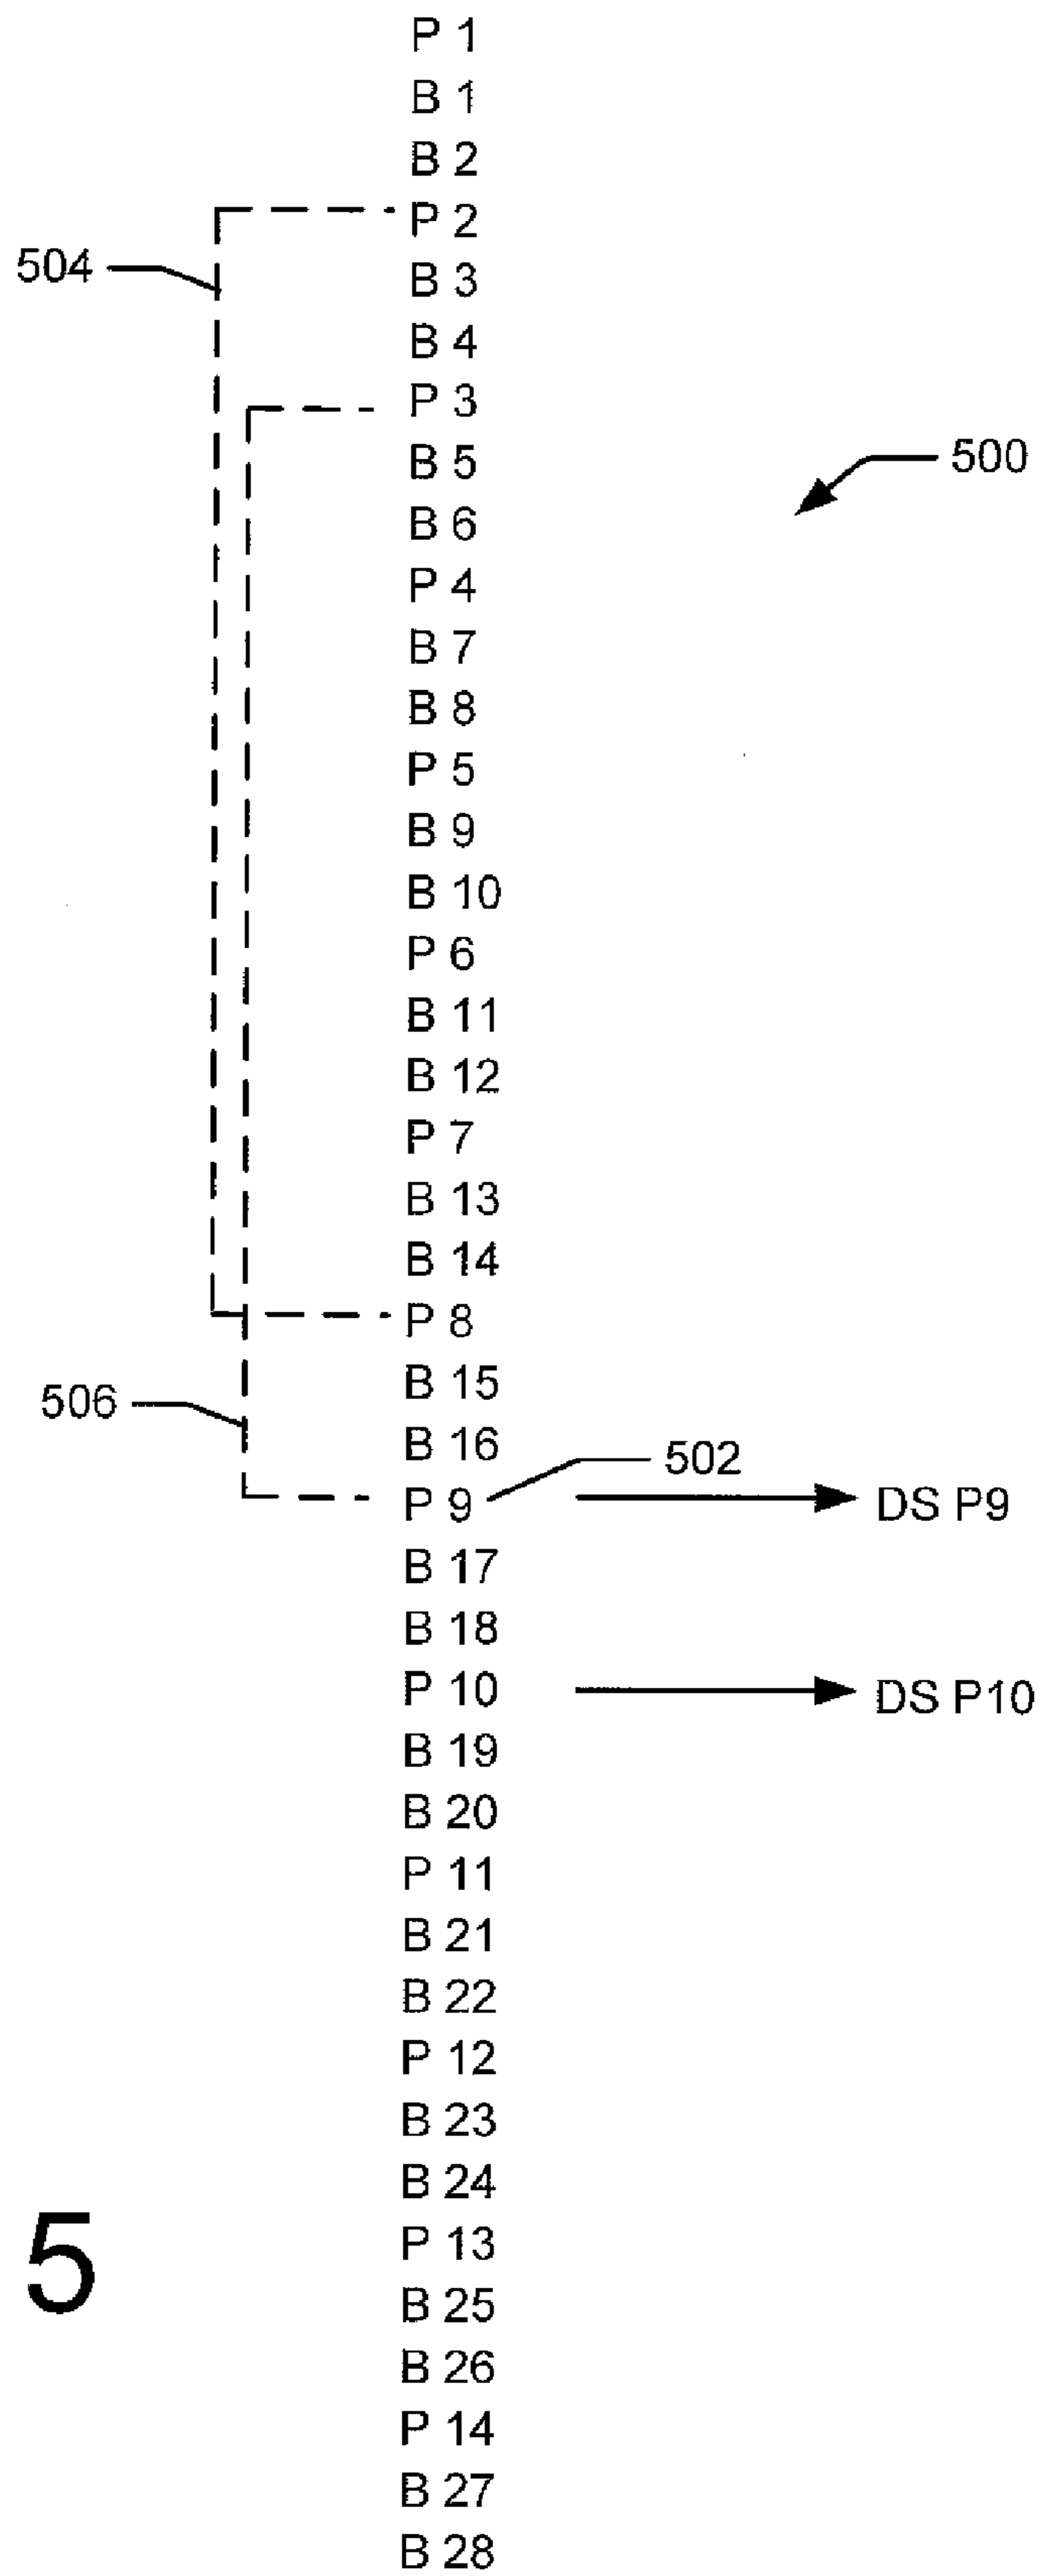 P 1
B 1
B 2
P 2
504
B 3
B 4
P 3
500
B 5
B 6
P 4
B 7
B 8
P 5
B 9
B 10
P 6
B 11
B 12
P 7
B 13
B 14
P 8
B 15
506
B 16
502
P 9
DS P9
B 17
B 18
P 10
DS P10
B 19
B 20
P 11
B 21
B 22
P 12
B 23
B 24
P 13
5
B 25
B 26
P 14
B 27
B 28